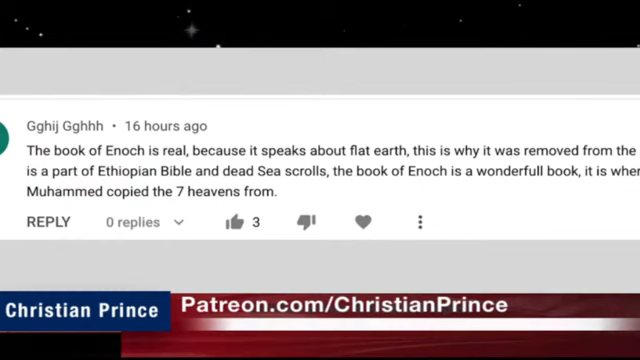 Gghij Gghhh • 16 hours ago
The book of Enoch is real, because it speaks about flat earth, this is why it was removed from the
is a part of Ethiopian Bible and dead Sea scrolls, the book of Enoch is a wonderfull book, it is
Muhammed copied the 7 heavens from.
REPLY 0 replies 3
Christian Prince
Patreon.com/ChristianPrince